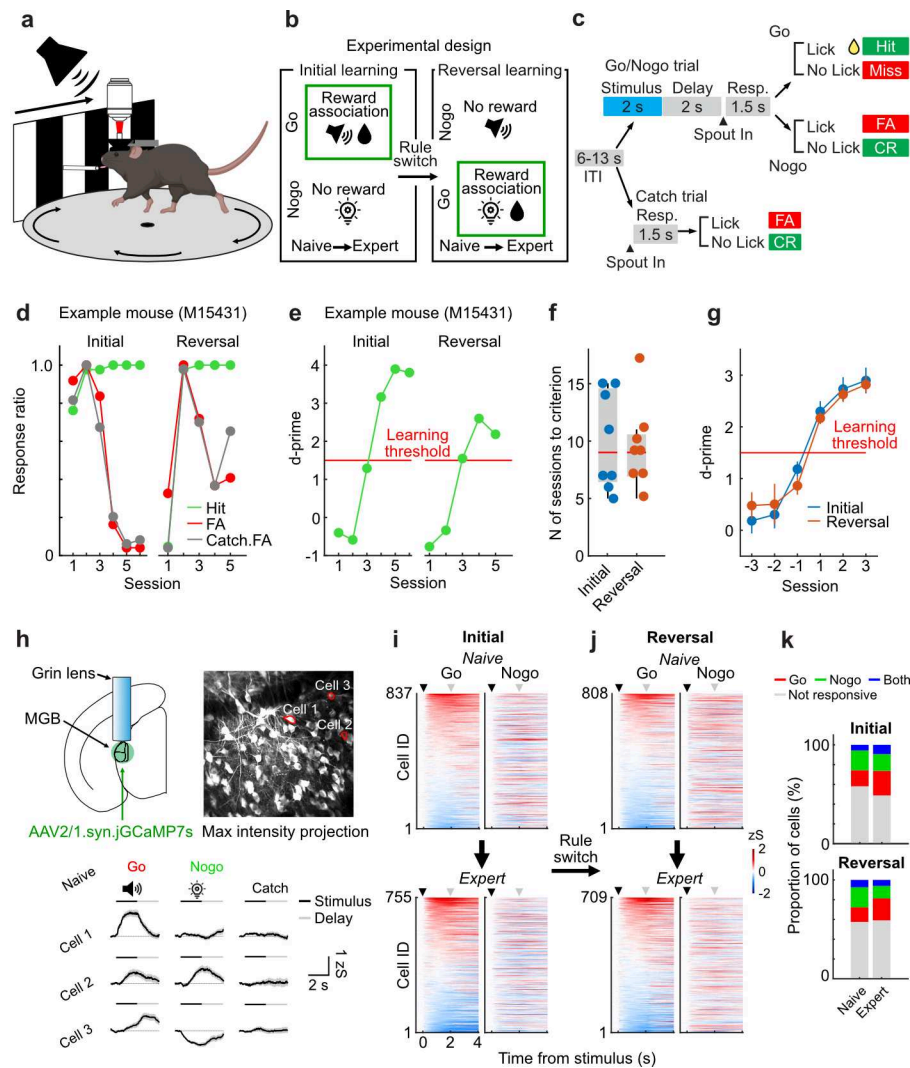 a
b
Experimental design
Initial learning
Reversal learning
Go
Reward
association
Nogo
No reward
Naive
Expert
Rule
switch
Nogo
No reward
Go
Reward
association
Naive
Expert
c
Go/Nogo trial
Stimulus
Delay
Resp.
2 s
2 s
1.5 s
Spout In
6-13 s
ITI
Go
Lick
Hit
No Lick
Miss
Lick
FA
No Lick
CR
Nogo
Catch trial
Resp.
1.5 s
Spout In
Lick
FA
No Lick
CR
d
Example mouse (M15431)
Initial
Reversal
Response ratio
1.0
0
Hit
FA
Catch.FA
1
3
5
1
3
5
Session
e
Example mouse (M15431)
Initial
Reversal
d-prime
4
3
2
1
0
-1
Learning
threshold
1
3
5
1
3
5
Session
f
N of sessions to criterion
15
10
5
0
Initial
Reversal
g
d-prime
3
2
1
0
Learning
threshold
Initial
Reversal
-3
-2
-1
1
2
3
Session
h
Grin lens
MGB
AAV2/1.syn.jGCaMP7s
Cell 3
Cell 1
Cell 2
Max intensity projection
Naive
Go
Nogo
Catch
Stimulus
Delay
Cell 1
Cell 2
Cell 3
1 zS
2 s
i
Initial
Naive
Go
Nogo
837
Cell ID
1
Expert
755
Cell ID
1
0
2
4
Rule
switch
j
Reversal
Naive
Go
Nogo
808
1
Expert
709
1
zS
2
0
-2
Time from stimulus (s)
k
Go
Nogo
Both
Not responsive
Initial
100
0
Reversal
100
0
Proportion of cells (%)
Naive
Expert